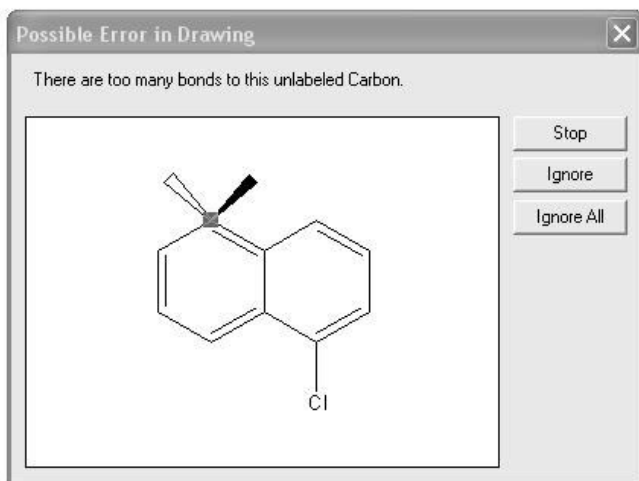 Possible Error in Drawing
There are too many bonds to this unlabeled Carbon.
Stop
Ignore
Ignore All
Cl